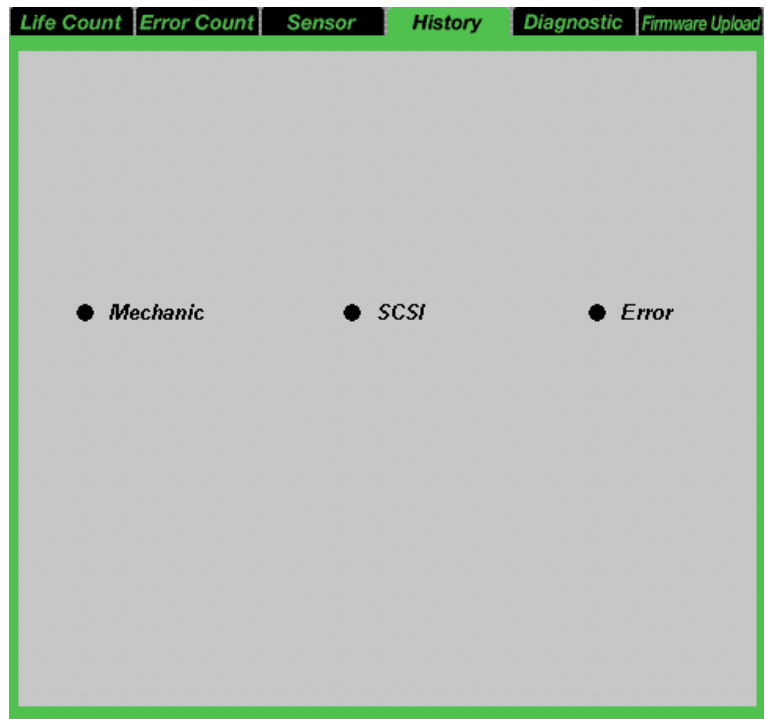 Life Count Error Count Sensor History Diagnostic Firmware Upload
Mechanic SCSI Error